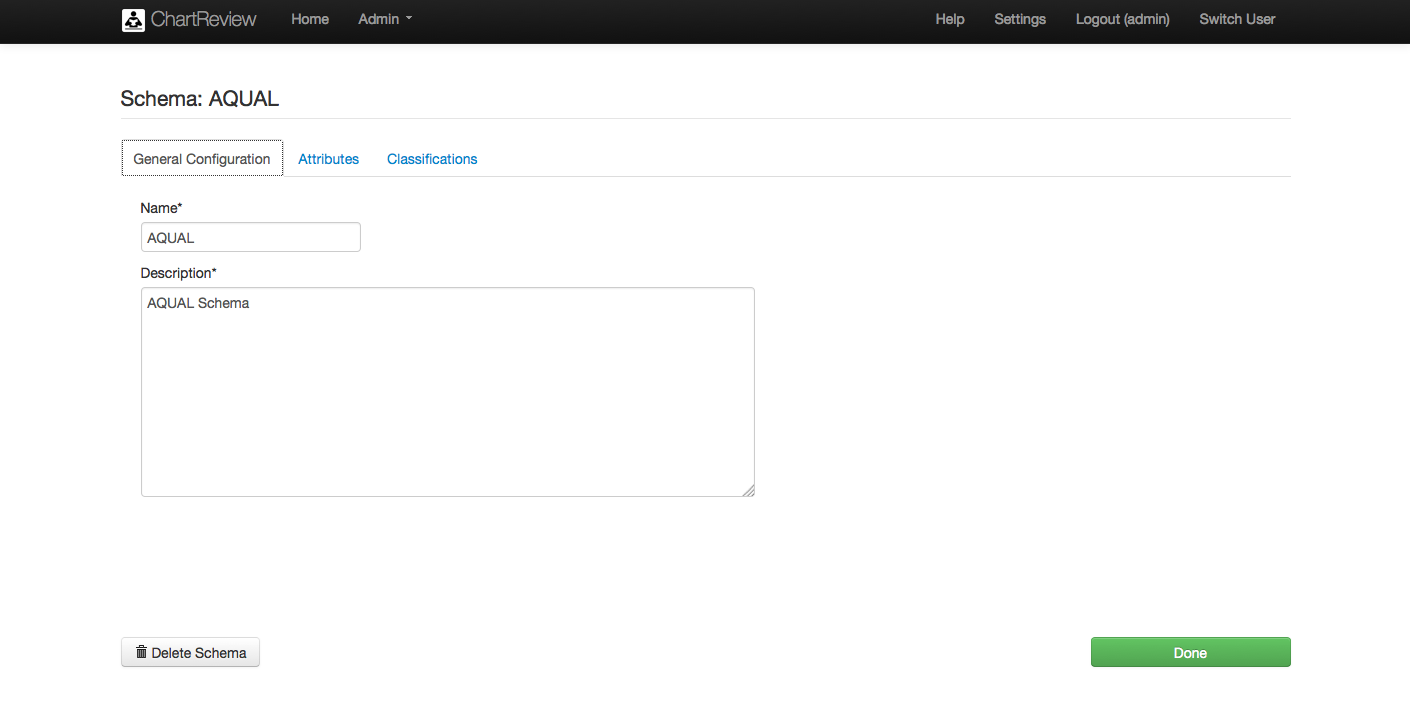 ChartReview Home Admin Help Settings Logout (admin) Switch User
Schema: AQUAL
General Configuration Attributes Classifications
Name*
AQUAL
Description*
AQUAL Schema
Delete Schema Done